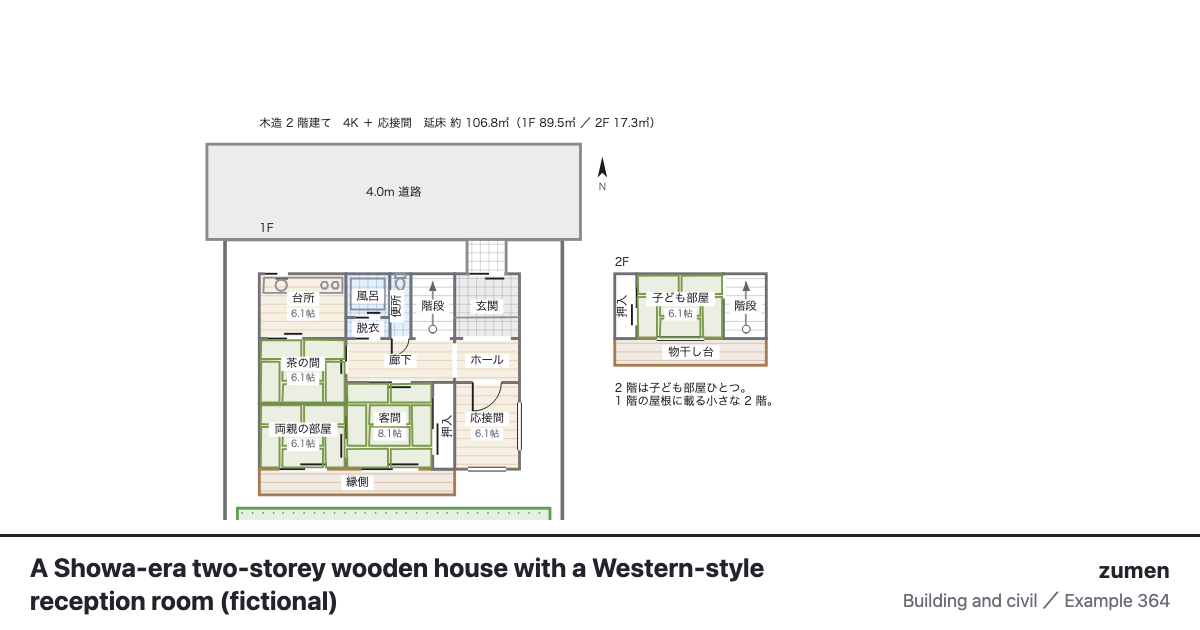 木造 2 階建て　4K ＋ 応接間　延床 約 106.8㎡（1F 89.5㎡ ／ 2F 17.3㎡）
4.0m 道路
N
1F
2F
台所
6.1帖
風呂
便所
脱衣
階段
玄関
茶の間
6.1帖
廊下
ホール
両親の部屋
6.1帖
客間
8.1帖
押入
応接間
6.1帖
縁側
押入
子ども部屋
6.1帖
階段
物干し台
2 階は子ども部屋ひとつ。
1 階の屋根に載る小さな 2 階。
A Showa-era two-storey wooden house with a Western-style
reception room (fictional)
zumen
Building and civil ／ Example 364